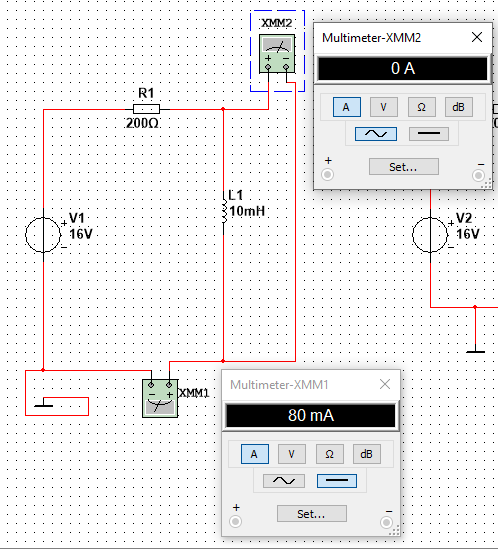 XMM2
Multimeter-XMM2
0 A
A V Ω dB
+ −
Set...
R1
200Ω
L1
10mH
V1
+
16V
−
V2
+
16V
−
XMM1
− +
Multimeter-XMM1
80 mA
A V Ω dB
+ −
Set...